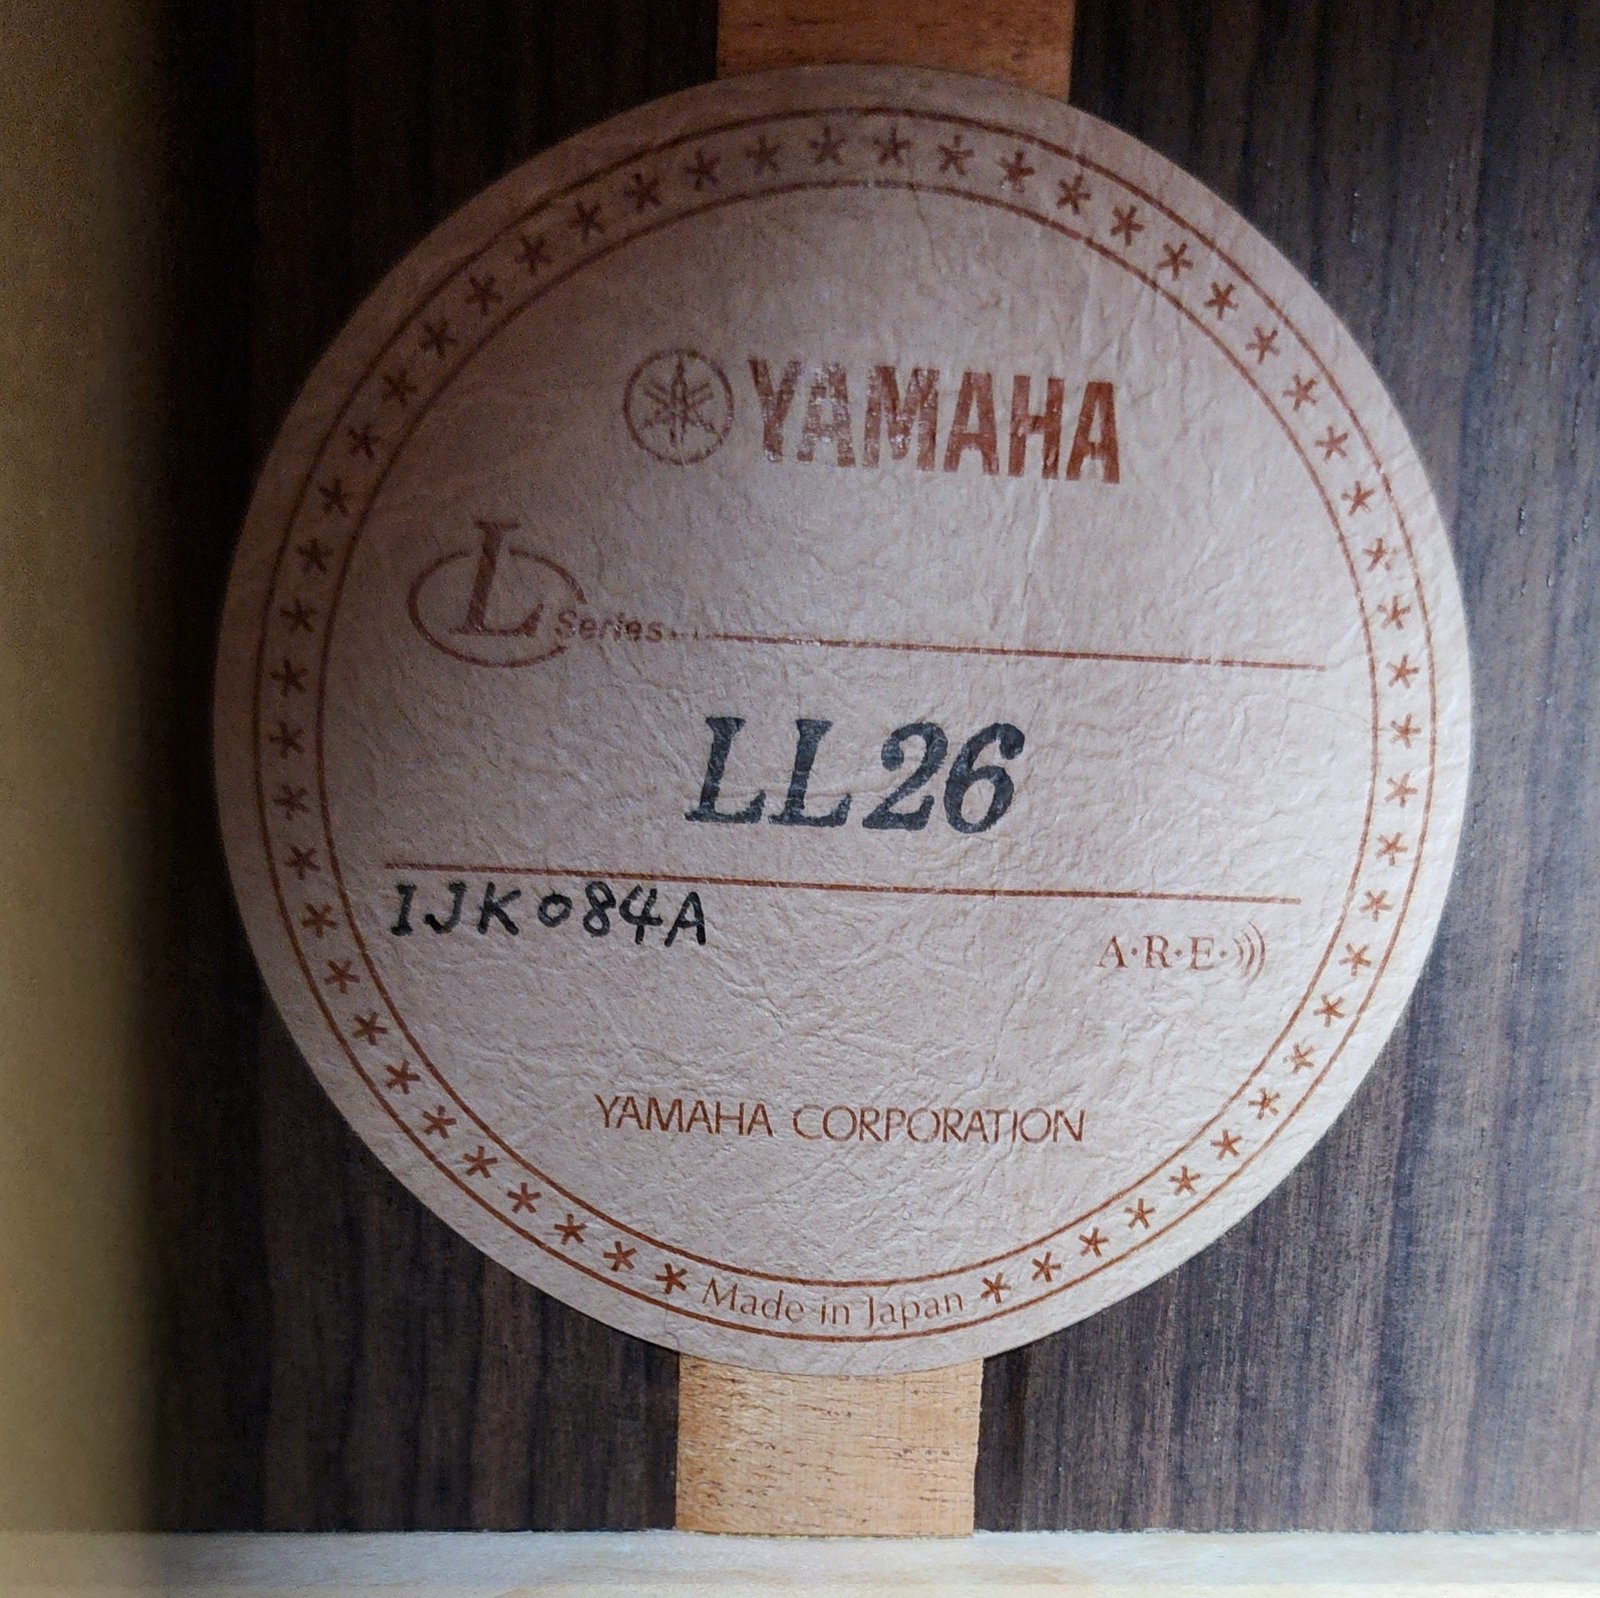 YAMAHA
L Series
LL26
IJK084A
A·R·E·)))
YAMAHA CORPORATION
Made in Japan